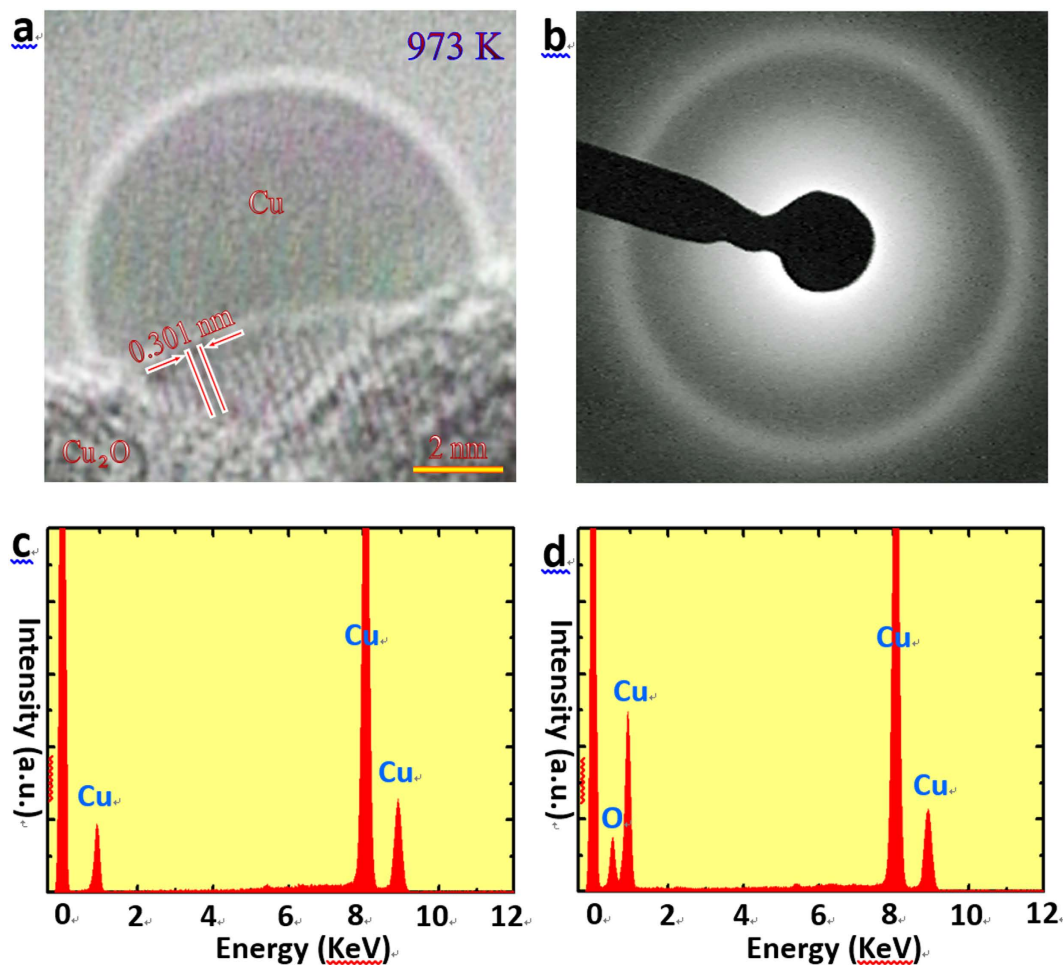 a
973 K
Cu
0.301 nm
Cu₂O
2 nm
b
c
Intensity (a.u.)
Cu
Cu
Cu
0 2 4 6 8 10 12
Energy (KeV)
d
Intensity (a.u.)
O
Cu
Cu
Cu
0 2 4 6 8 10 12
Energy (KeV)